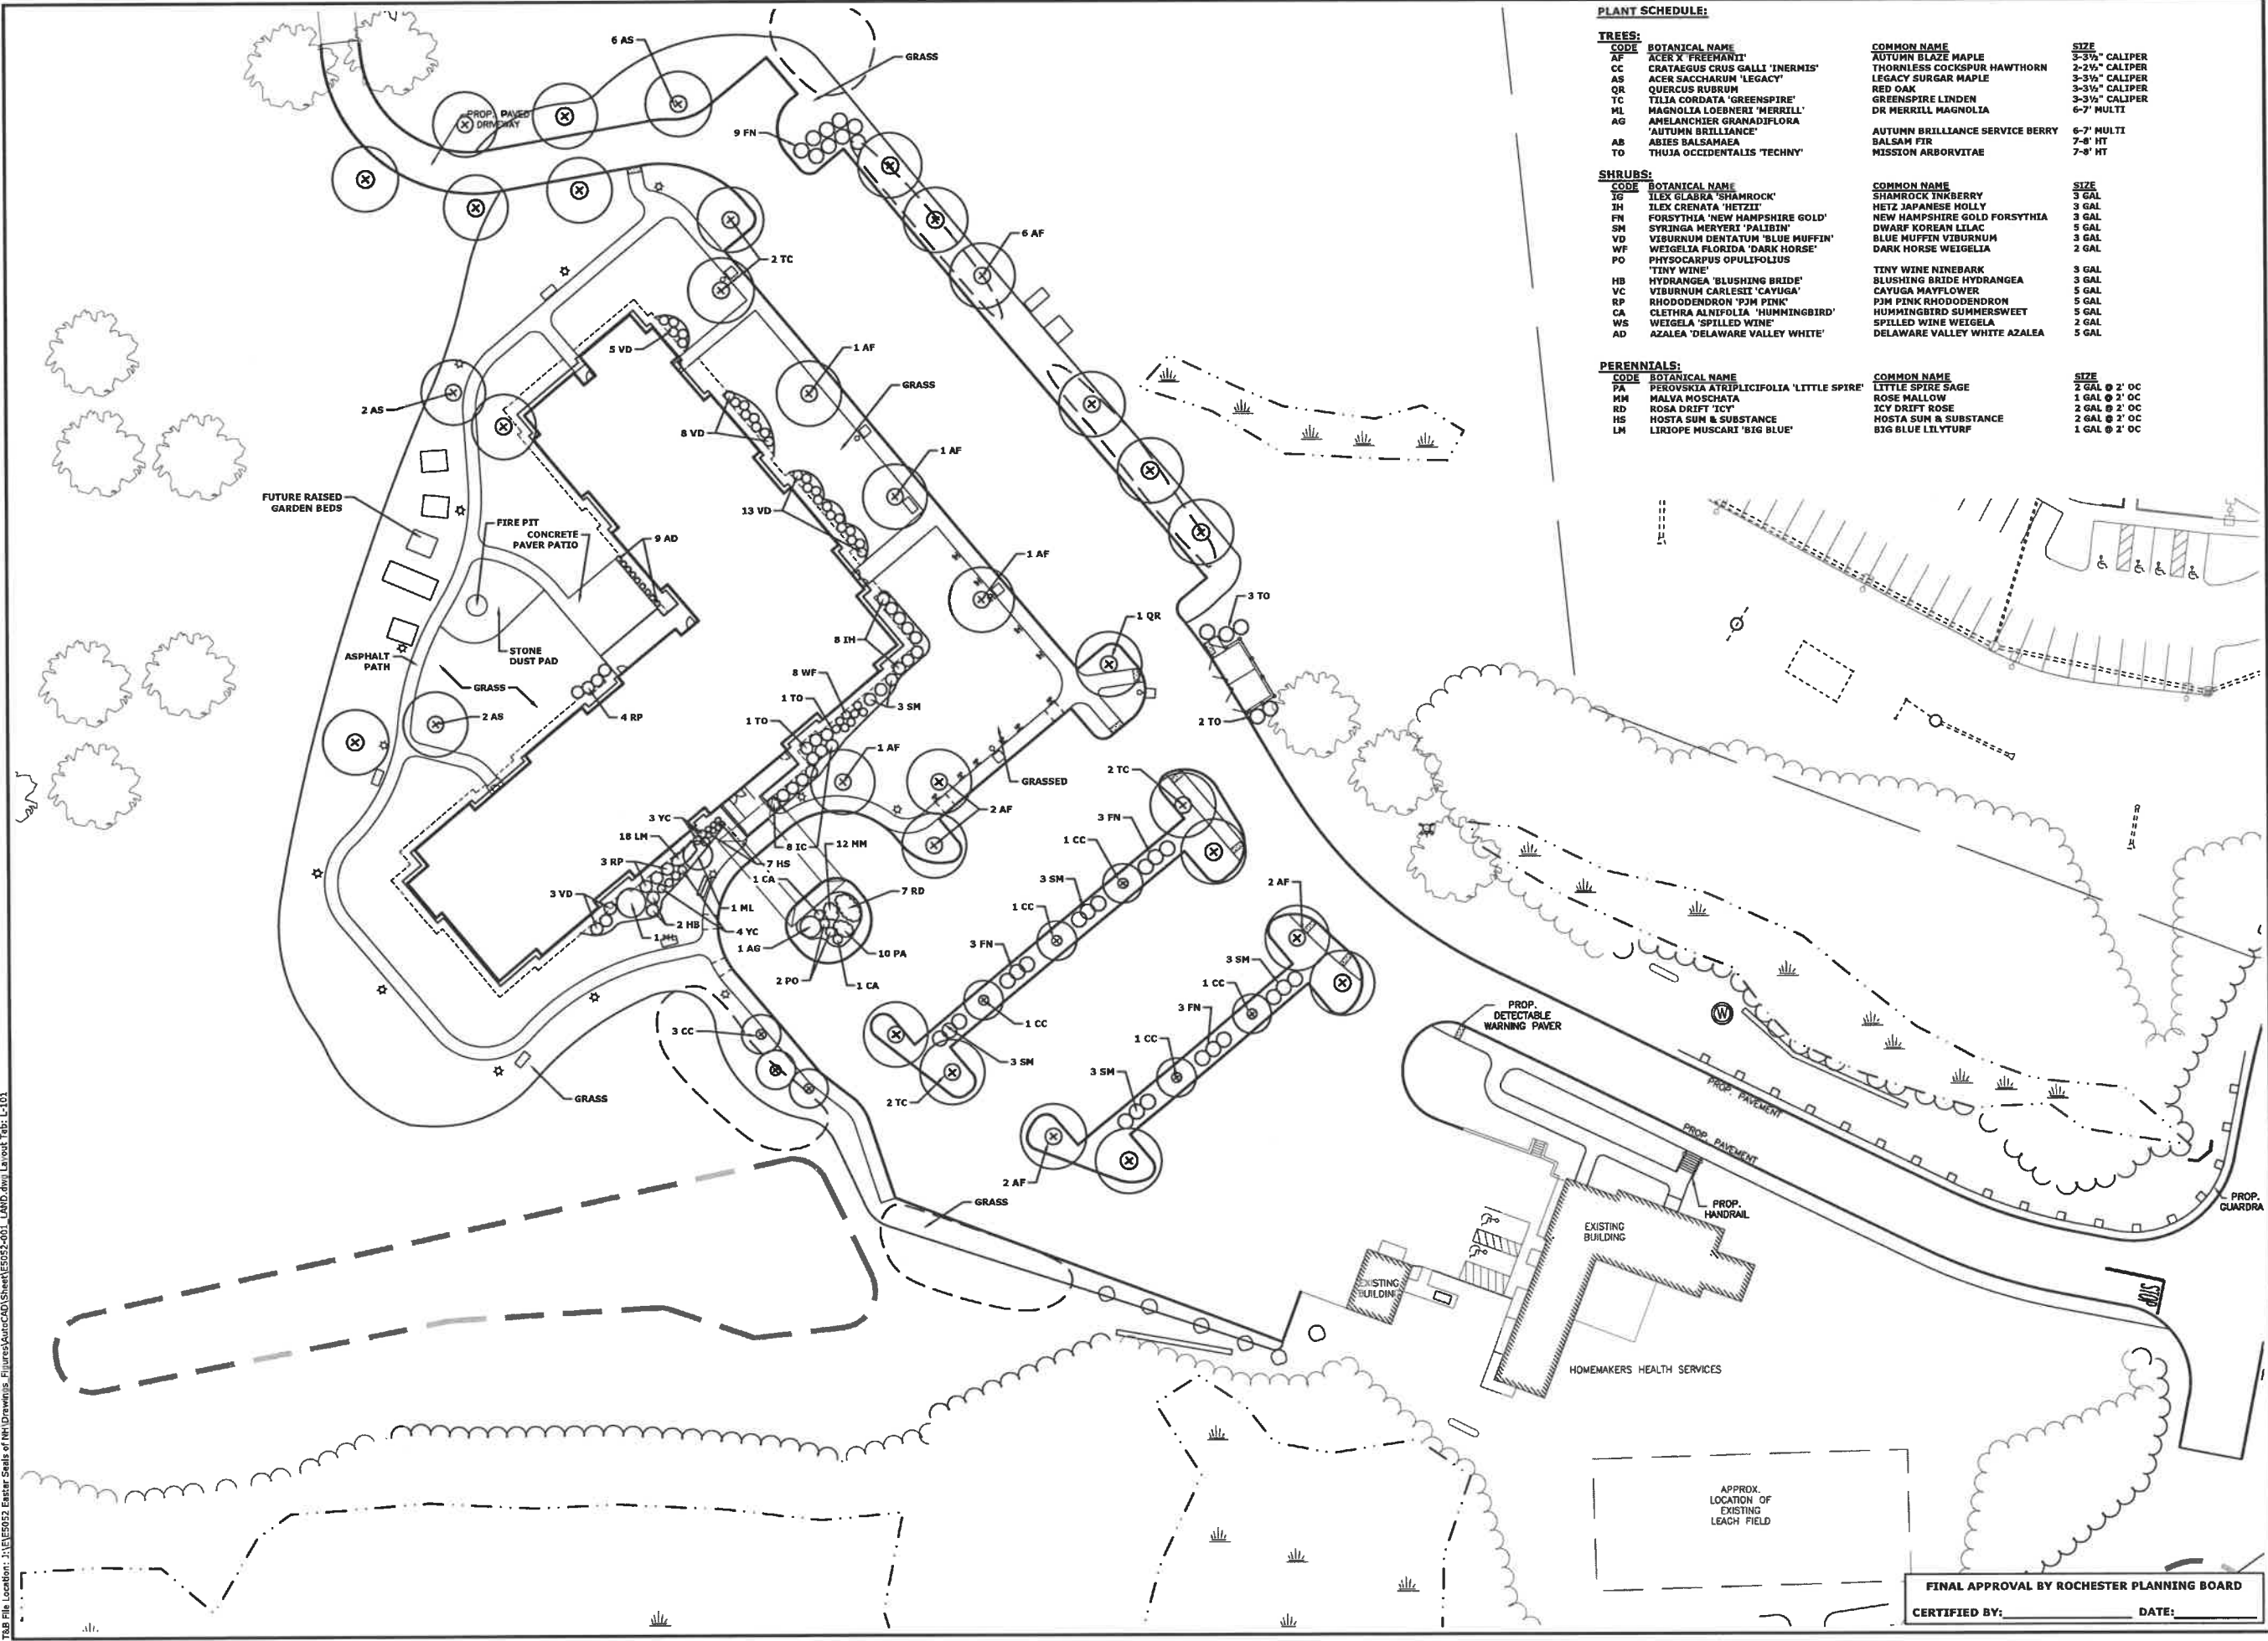 PLANT SCHEDULE:
TREES:
CODE BOTANICAL NAME COMMON NAME SIZE
AF ACER X 'FREEMANII' AUTUMN BLAZE MAPLE 3-3½" CALIPER
CC CRATAEGUS CRUS GALLI 'INERMIS' THORNLESS COCKSPUR HAWTHORN 2-2½" CALIPER
AS ACER SACCHARUM 'LEGACY' LEGACY SURGAR MAPLE 3-3½" CALIPER
QR QUERCUS RUBRUM RED OAK 3-3½" CALIPER
TC TILIA CORDATA 'GREENSPIRE' GREENSPIRE LINDEN 3-3½" CALIPER
ML MAGNOLIA LOEBNERI 'MERRILL' DR MERRILL MAGNOLIA 6-7' MULTI
AG AMELANCHIER GRANADIFLORA
'AUTUMN BRILLIANCE' AUTUMN BRILLIANCE SERVICE BERRY 6-7' MULTI
AB ABIES BALSAMAEA BALSAM FIR 7-8' HT
TO THUJA OCCIDENTALIS 'TECHNY' MISSION ARBORVITAE 7-8' HT
SHRUBS:
CODE BOTANICAL NAME COMMON NAME SIZE
IG ILEX GLABRA 'SHAMROCK' SHAMROCK INKBERRY 3 GAL
IH ILEX CRENATA 'HETZII' HETZ JAPANESE HOLLY 3 GAL
FN FORSYTHIA 'NEW HAMPSHIRE GOLD' NEW HAMPSHIRE GOLD FORSYTHIA 3 GAL
SM SYRINGA MERYERI 'PALIBIN' DWARF KOREAN LILAC 5 GAL
VD VIBURNUM DENTATUM 'BLUE MUFFIN' BLUE MUFFIN VIBURNUM 3 GAL
WF WEIGELIA FLORIDA 'DARK HORSE' DARK HORSE WEIGELIA 2 GAL
PO PHYSOCARPUS OPULIFOLIUS
'TINY WINE' TINY WINE NINEBARK 3 GAL
HB HYDRANGEA 'BLUSHING BRIDE' BLUSHING BRIDE HYDRANGEA 3 GAL
VC VIBURNUM CARLESII 'CAYUGA' CAYUGA MAYFLOWER 5 GAL
RP RHODODENDRON 'PJM PINK' PJM PINK RHODODENDRON 5 GAL
CA CLETHRA ALNIFOLIA 'HUMMINGBIRD' HUMMINGBIRD SUMMERSWEET 5 GAL
WS WEIGELA 'SPILLED WINE' SPILLED WINE WEIGELA 2 GAL
AD AZALEA 'DELAWARE VALLEY WHITE' DELAWARE VALLEY WHITE AZALEA 5 GAL
PERENNIALS:
CODE BOTANICAL NAME COMMON NAME SIZE
PA PEROVSKIA ATRIPLICIFOLIA 'LITTLE SPIRE' LITTLE SPIRE SAGE 2 GAL @ 2' OC
MM MALVA MOSCHATA ROSE MALLOW 1 GAL @ 2' OC
RD ROSA DRIFT 'ICY' ICY DRIFT ROSE 2 GAL @ 2' OC
HS HOSTA SUM & SUBSTANCE HOSTA SUM & SUBSTANCE 2 GAL @ 2' OC
LM LIRIOPE MUSCARI 'BIG BLUE' BIG BLUE LILYTURF 1 GAL @ 2' OC
6 AS
GRASS
PROP. PAVED
DRIVEWAY
9 FN
6 AF
2 TC
5 VD
1 AF
GRASS
2 AS
8 VD
1 AF
FUTURE RAISED
GARDEN BEDS
13 VD
FIRE PIT
CONCRETE
PAVER PATIO
9 AD
1 AF
3 TO
1 QR
8 IH
ASPHALT
PATH
STONE
DUST PAD
8 WF
GRASS
1 TO
3 SM
2 AS
4 RP
1 TO
2 TO
1 AF
2 TC
GRASSED
2 AF
3 YC
3 FN
18 LM
8 IC
12 MM
1 CC
3 RP
7 HS
1 CA
3 SM
7 RD
2 AF
3 VD
1 ML
1 CC
2 HB
4 YC
1 ML
1 AG
3 FN
10 PA
3 SM
2 PO
1 CA
1 CC
3 FN
PROP.
DETECTABLE
WARNING PAVER
W
3 CC
1 CC
1 CC
3 SM
3 SM
GRASS
2 TC
PROP. PAVEMENT
PROP. PAVEMENT
2 AF
GRASS
PROP.
HANDRAIL
PROP.
GUARDRA
EXISTING
BUILDING
EXISTING
BUILDING
STOP
HOMEMAKERS HEALTH SERVICES
APPROX.
LOCATION OF
EXISTING
LEACH FIELD
FINAL APPROVAL BY ROCHESTER PLANNING BOARD
CERTIFIED BY: DATE:
T&B File Location: J:\E\E5052 Easter Seals of NH\Drawings_Figures\AutoCAD\Sheet\E5052-001_LAND.dwg Layout Tab: L-101